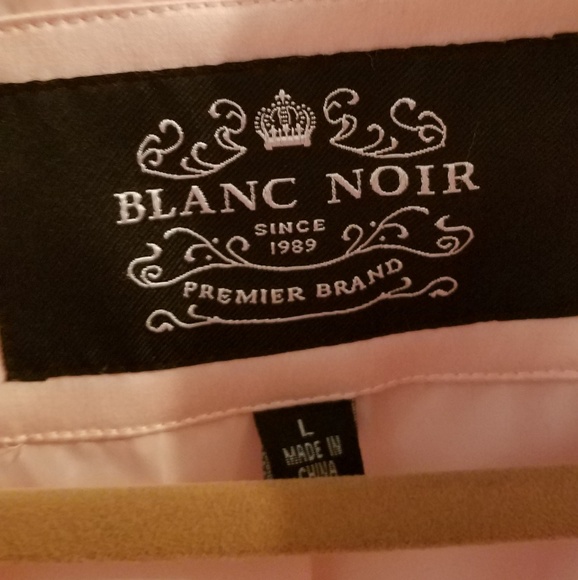 BLANC NOIR
SINCE
1989
PREMIER BRAND
L
MADE IN
CHINA